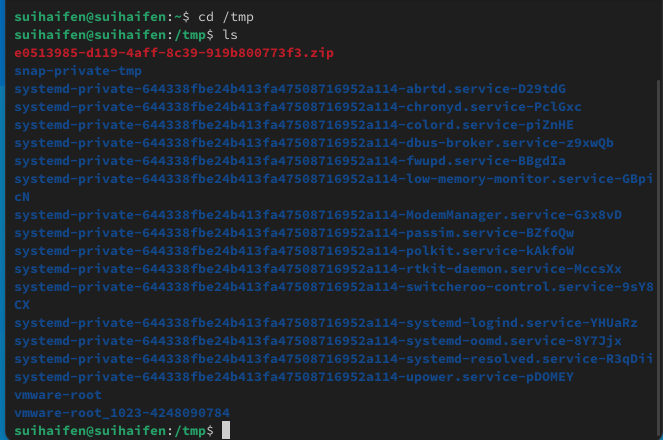 suihaifen@suihaifen:~$ cd /tmp
suihaifen@suihaifen:/tmp$ ls
e0513985-d119-4aff-8c39-919b800773f3.zip
snap-private-tmp
systemd-private-644338fbe24b413fa47508716952a114-abrtd.service-D29tdG
systemd-private-644338fbe24b413fa47508716952a114-chronyd.service-PclGxc
systemd-private-644338fbe24b413fa47508716952a114-colord.service-piZnHE
systemd-private-644338fbe24b413fa47508716952a114-dbus-broker.service-z9xwQb
systemd-private-644338fbe24b413fa47508716952a114-fwupd.service-BBgdIa
systemd-private-644338fbe24b413fa47508716952a114-low-memory-monitor.service-GBpi
cN
systemd-private-644338fbe24b413fa47508716952a114-ModemManager.service-G3x8vD
systemd-private-644338fbe24b413fa47508716952a114-passim.service-BZfoQw
systemd-private-644338fbe24b413fa47508716952a114-polkit.service-kAkfoW
systemd-private-644338fbe24b413fa47508716952a114-rtkit-daemon.service-MccsXx
systemd-private-644338fbe24b413fa47508716952a114-switcheroo-control.service-9sY8
CX
systemd-private-644338fbe24b413fa47508716952a114-systemd-logind.service-YHUaRz
systemd-private-644338fbe24b413fa47508716952a114-systemd-oomd.service-8Y7Jjx
systemd-private-644338fbe24b413fa47508716952a114-systemd-resolved.service-R3qDii
systemd-private-644338fbe24b413fa47508716952a114-upower.service-pDOMEY
vmware-root
vmware-root_1023-4248090784
suihaifen@suihaifen:/tmp$